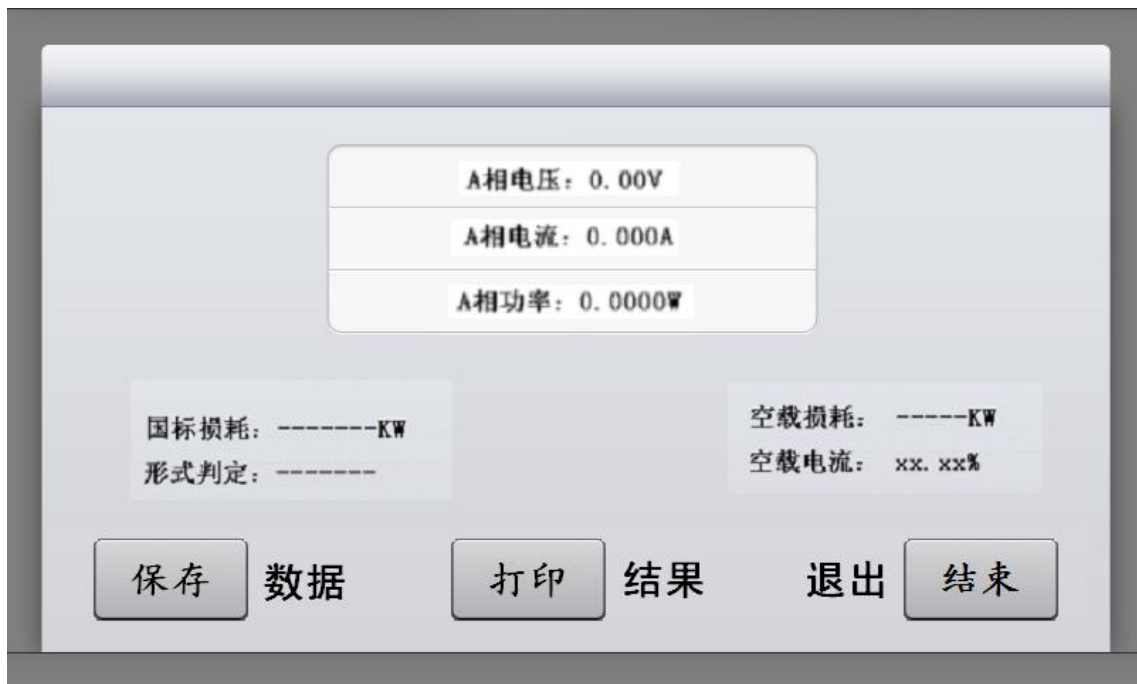 A相电压：0.00V
A相电流：0.000A
A相功率：0.0000W
国标损耗：-------KW
形式判定：-------
空载损耗： -----KW
空载电流： xx.xx%
保存 数据 打印 结果 退出 结束